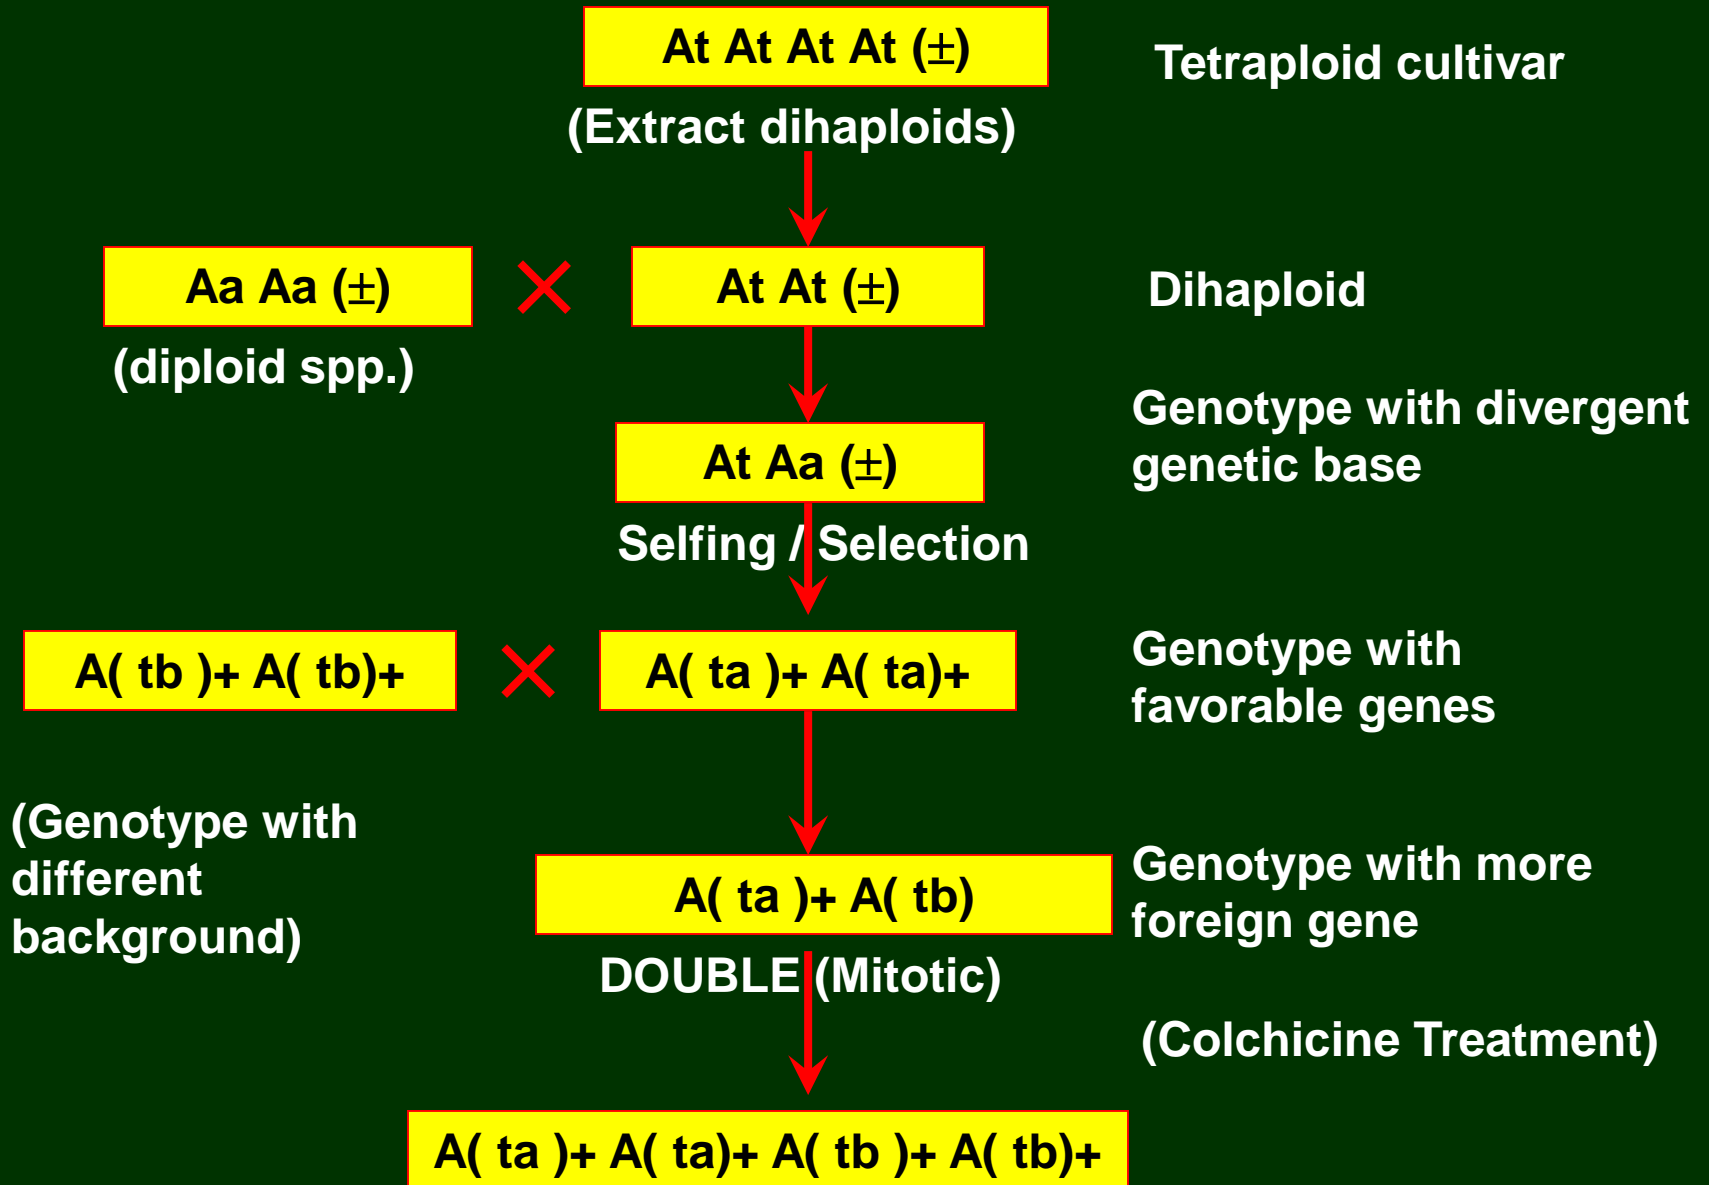 At At At At (±)
Tetraploid cultivar
(Extract dihaploids)
Aa Aa (±)
At At (±)
Dihaploid
(diploid spp.)
Genotype with divergent
genetic base
At Aa (±)
Selfing / Selection
A( tb )+ A( tb)+
A( ta )+ A( ta)+
Genotype with
favorable genes
(Genotype with
different
background)
A( ta )+ A( tb)
Genotype with more
foreign gene
DOUBLE (Mitotic)
(Colchicine Treatment)
A( ta )+ A( ta)+ A( tb )+ A( tb)+